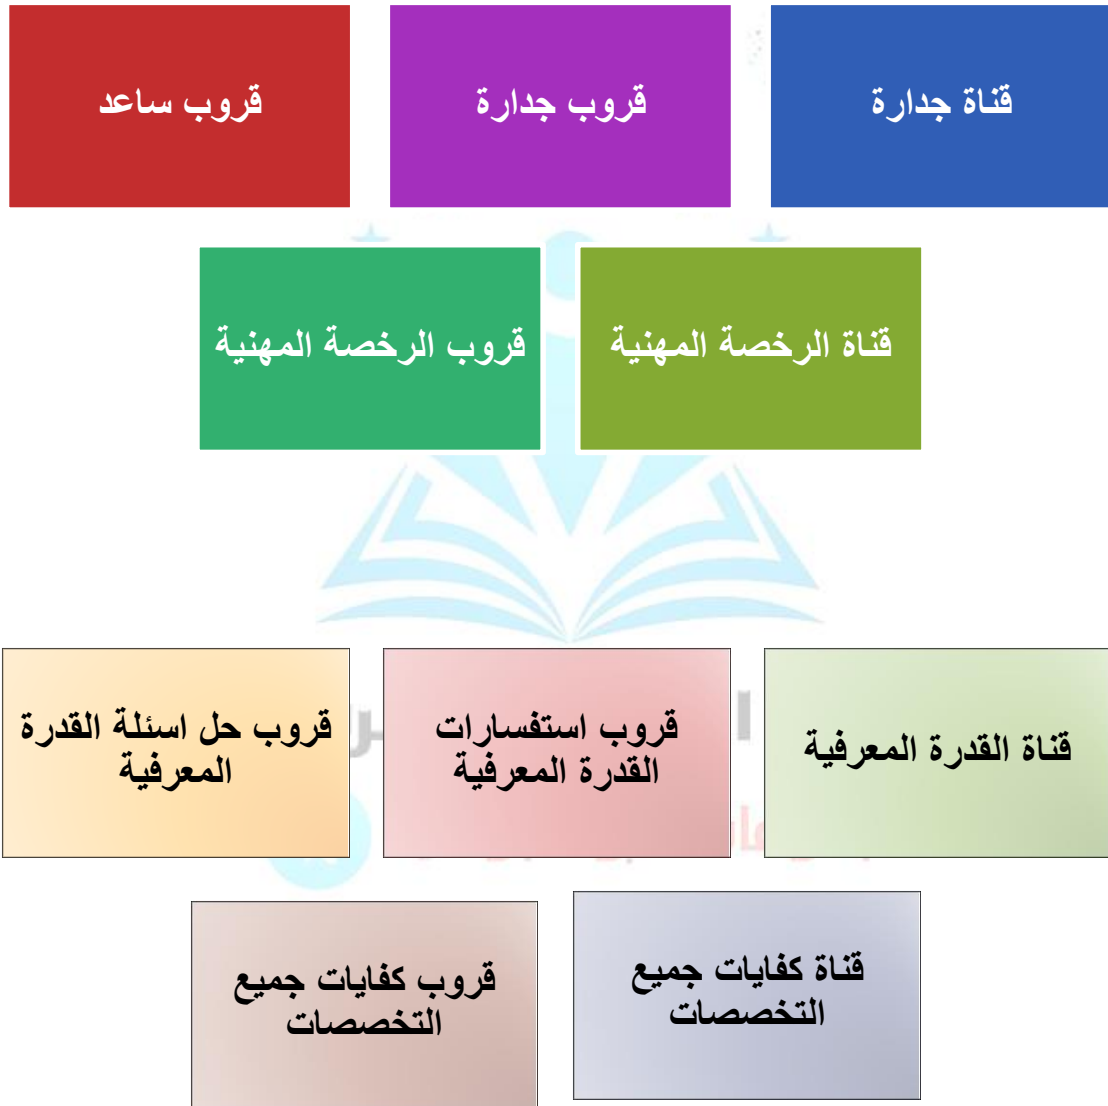 قناة جدارة
قروب جدارة
قروب ساعد
قناة الرخصة المهنية
قروب الرخصة المهنية
قناة القدرة المعرفية
قروب استفسارات
القدرة المعرفية
قروب حل اسئلة القدرة
المعرفية
قناة كفايات جميع
التخصصات
قروب كفايات جميع
التخصصات